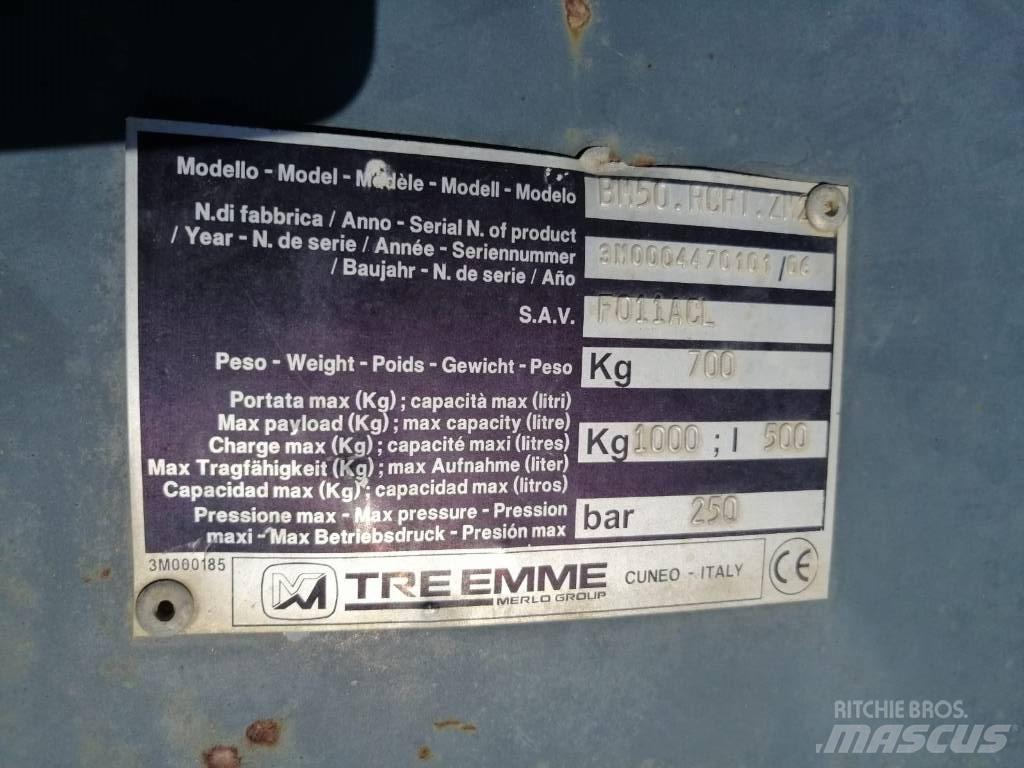 Modello - Model - Modèle - Modell - Modelo
N.di fabbrica / Anno - Serial N. of product
/ Year - N. de serie / Année - Seriennummer
/ Baujahr - N. de serie / Año
3M0004470101/06
S.A.V. F011ACL
Peso - Weight - Poids - Gewicht - Peso Kg 700
Portata max (Kg) ; capacità max (litri)
Max payload (Kg) ; max capacity (litre)
Charge max (Kg) ; capacité maxi (litres)
Max Tragfähigkeit (Kg) ; max Aufnahme (liter)
Capacidad max (Kg) ; capacidad max (litros)
Kg 1000 ; l 500
Pressione max - Max pressure - Pression
maxi - Max Betriebsdruck - Presión max
bar 250
3M000185
TRE EMME
MERLO GROUP
CUNEO - ITALY
CE
RITCHIE BROS.
MASCUS